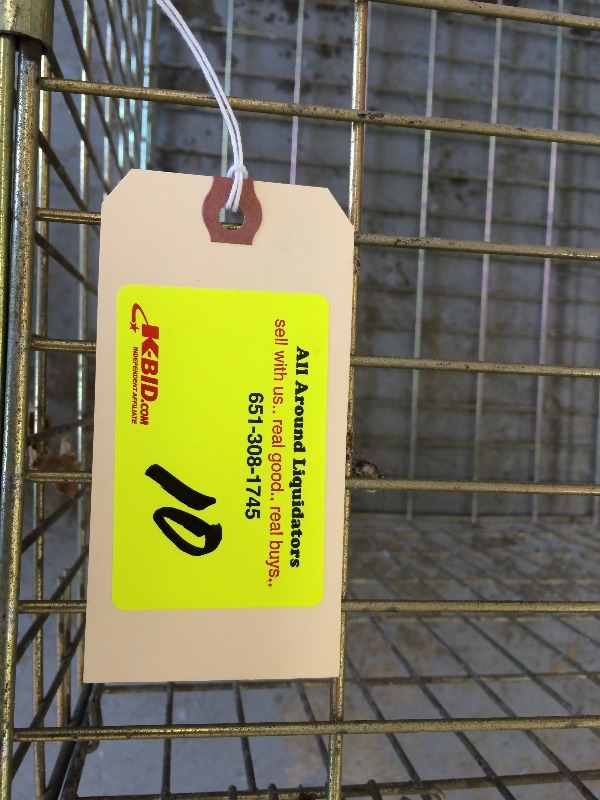 All Around Liquidators
sell with us.. real good.. real buys..
651-308-1745
10
K-BID.COM
INDEPENDENT AFFILIATE